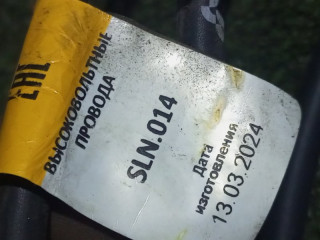 EAC
ВЫСОКОВОЛЬТНЫЕ
ПРОВОДА
SLN.014
Дата
изготовления
13.03.2024